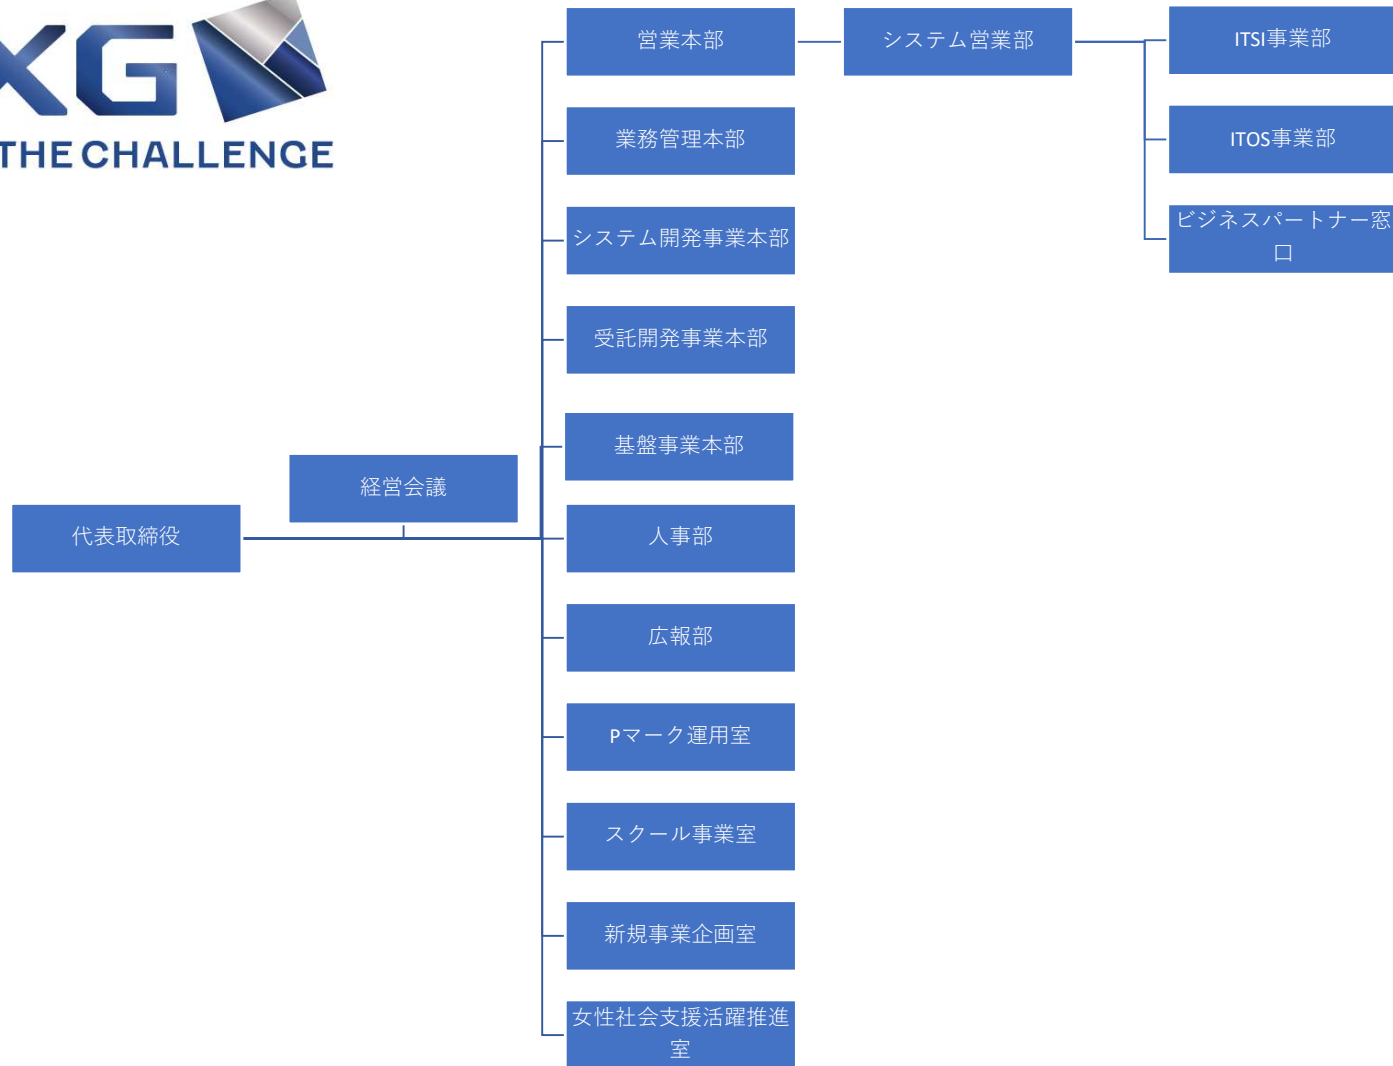 XG
THE CHALLENGE
営業本部
システム営業部
ITSI事業部
業務管理本部
ITOS事業部
システム開発事業本部
ビジネスパートナー窓
口
受託開発事業本部
基盤事業本部
経営会議
代表取締役
人事部
広報部
Pマーク運用室
スクール事業室
新規事業企画室
女性社会支援活躍推進
室